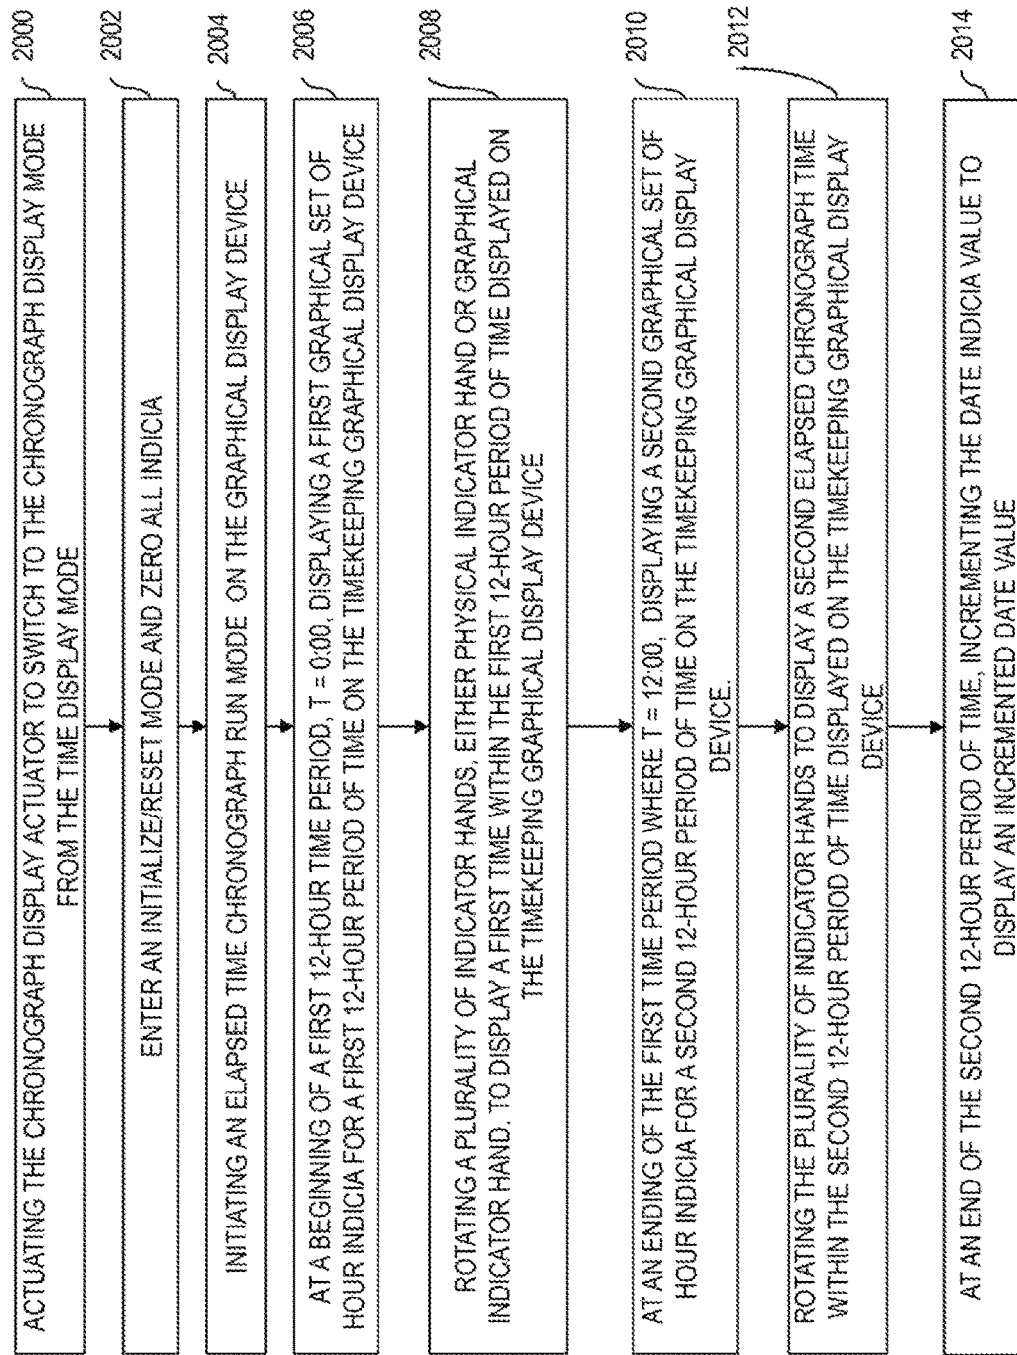 ACTUATING THE CHRONOGRAPH DISPLAY ACTUATOR TO SWITCH TO THE CHRONOGRAPH DISPLAY MODE
FROM THE TIME DISPLAY MODE
2000
ENTER AN INITIALIZE/RESET MODE AND ZERO ALL INDICIA
2002
INITIATING AN ELAPSED TIME CHRONOGRAPH RUN MODE ON THE GRAPHICAL DISPLAY DEVICE
2004
AT A BEGINNING OF A FIRST 12-HOUR TIME PERIOD, T = 0:00, DISPLAYING A FIRST GRAPHICAL SET OF
HOUR INDICIA FOR A FIRST 12-HOUR PERIOD OF TIME ON THE TIMEKEEPING GRAPHICAL DISPLAY DEVICE
2006
ROTATING A PLURALITY OF INDICATOR HANDS, EITHER PHYSICAL INDICATOR HAND OR GRAPHICAL
INDICATOR HAND, TO DISPLAY A FIRST TIME WITHIN THE FIRST 12-HOUR PERIOD OF TIME DISPLAYED ON
THE TIMEKEEPING GRAPHICAL DISPLAY DEVICE
2008
AT AN ENDING OF THE FIRST TIME PERIOD WHERE T = 12:00, DISPLAYING A SECOND GRAPHICAL SET OF
HOUR INDICIA FOR A SECOND 12-HOUR PERIOD OF TIME ON THE TIMEKEEPING GRAPHICAL DISPLAY
DEVICE.
2010
ROTATING THE PLURALITY OF INDICATOR HANDS TO DISPLAY A SECOND ELAPSED CHRONOGRAPH TIME
WITHIN THE SECOND 12-HOUR PERIOD OF TIME DISPLAYED ON THE TIMEKEEPING GRAPHICAL DISPLAY
DEVICE
2012
AT AN END OF THE SECOND 12-HOUR PERIOD OF TIME, INCREMENTING THE DATE INDICIA VALUE TO
DISPLAY AN INCREMENTED DATE VALUE
2014